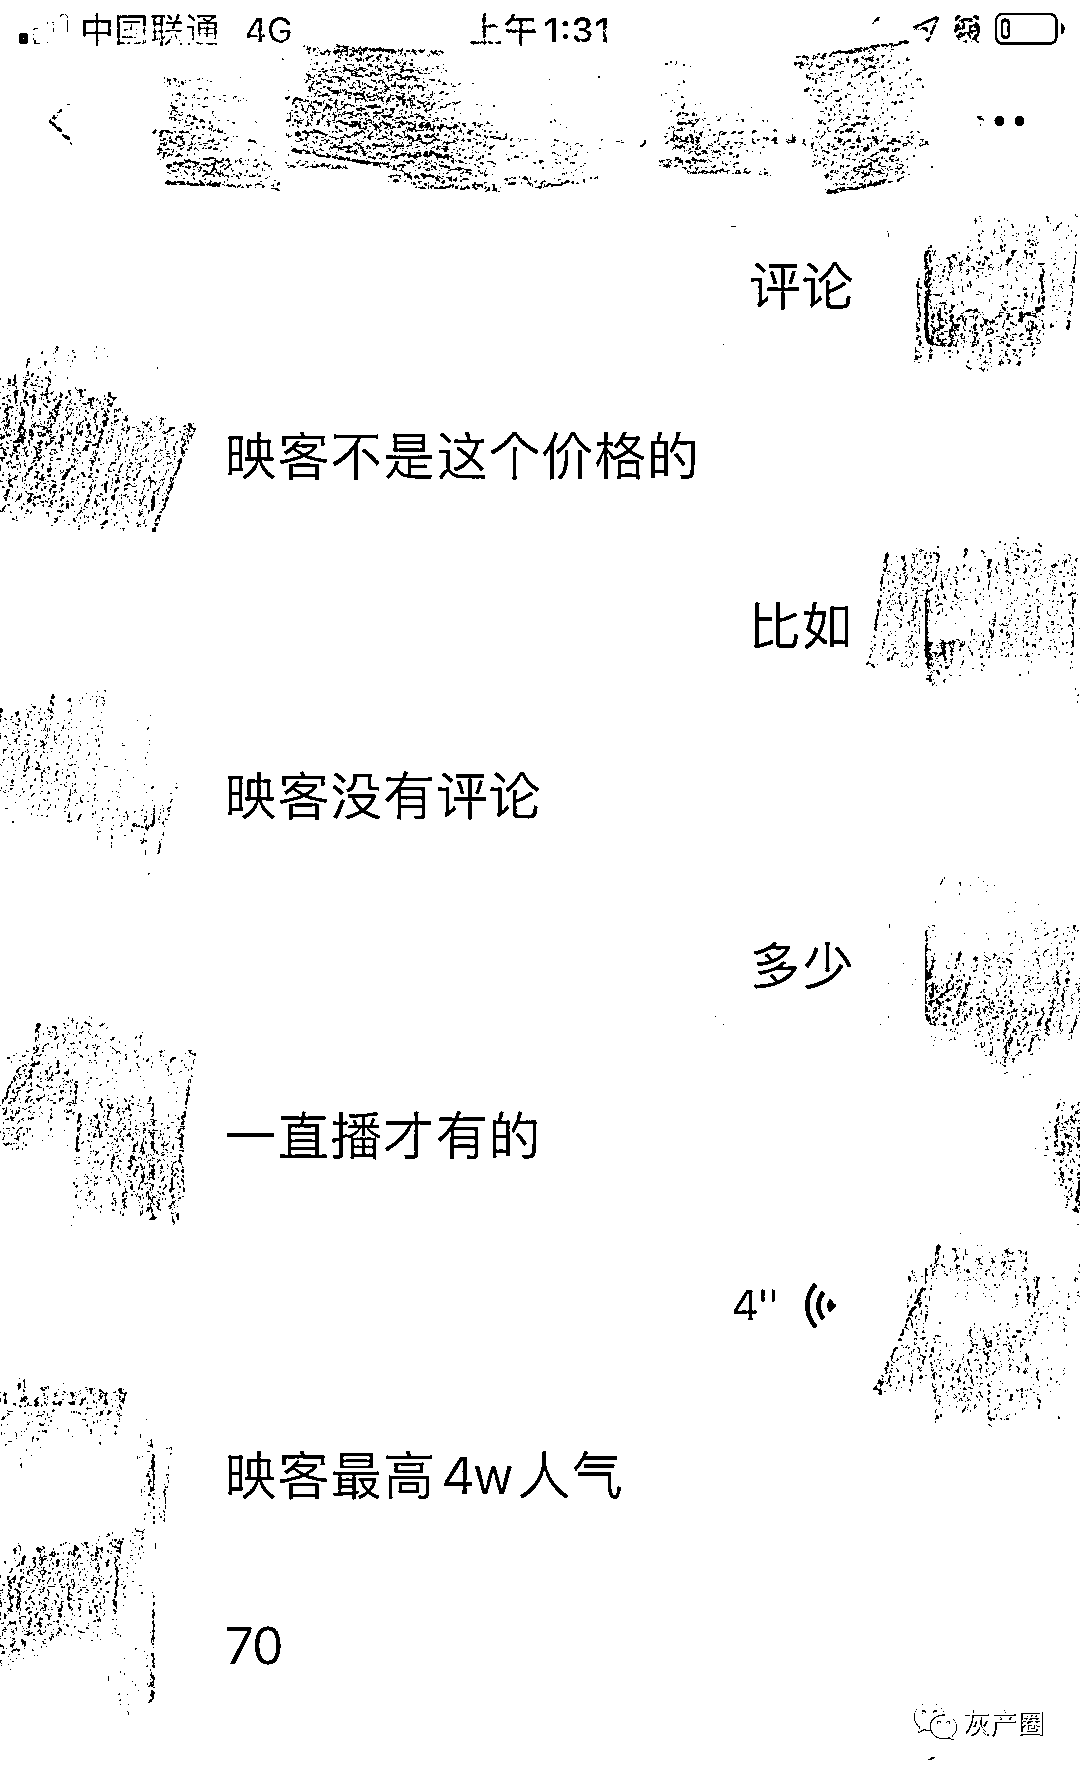 中国联通 4G 上午1:31
评论
映客不是这个价格的
比如
映客没有评论
多少
一直播才有的
4"
映客最高4w人气
70
灰产圈